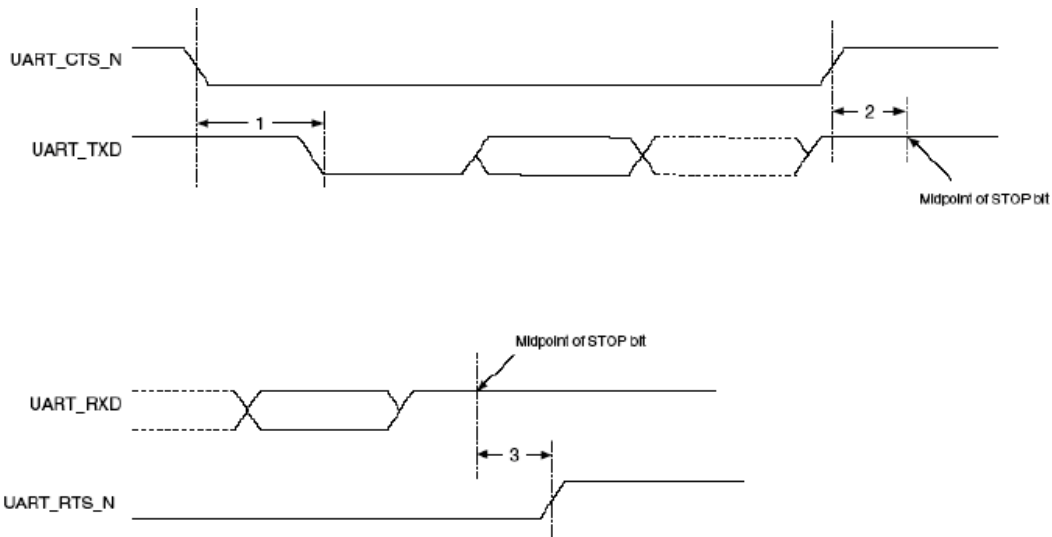 UART_CTS_N
1
2
UART_TXD
Midpoint of STOP bit
Midpoint of STOP bit
UART_RXD
3
UART_RTS_N